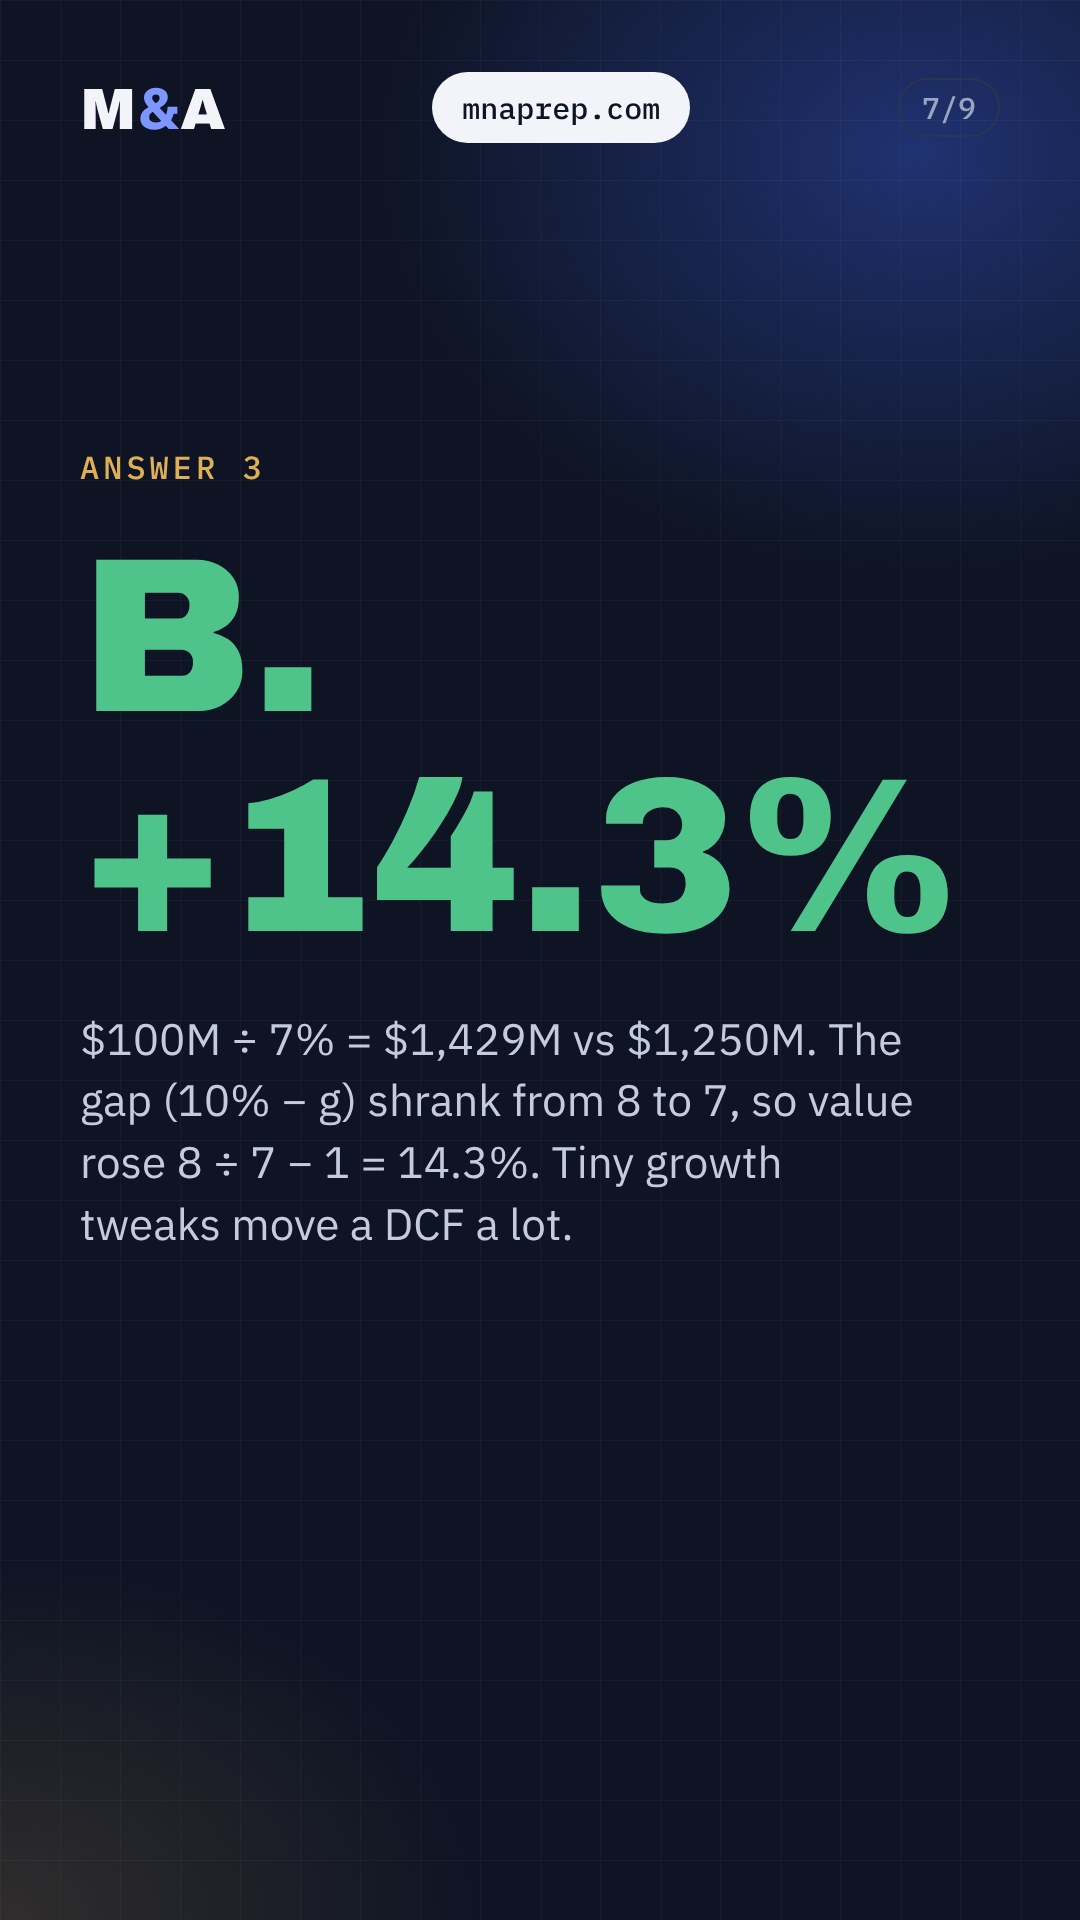 M&A
mnaprep.com
7/9
ANSWER 3
B.
+14.3%
$100M ÷ 7% = $1,429M vs $1,250M. The
gap (10% − g) shrank from 8 to 7, so value
rose 8 ÷ 7 − 1 = 14.3%. Tiny growth
tweaks move a DCF a lot.